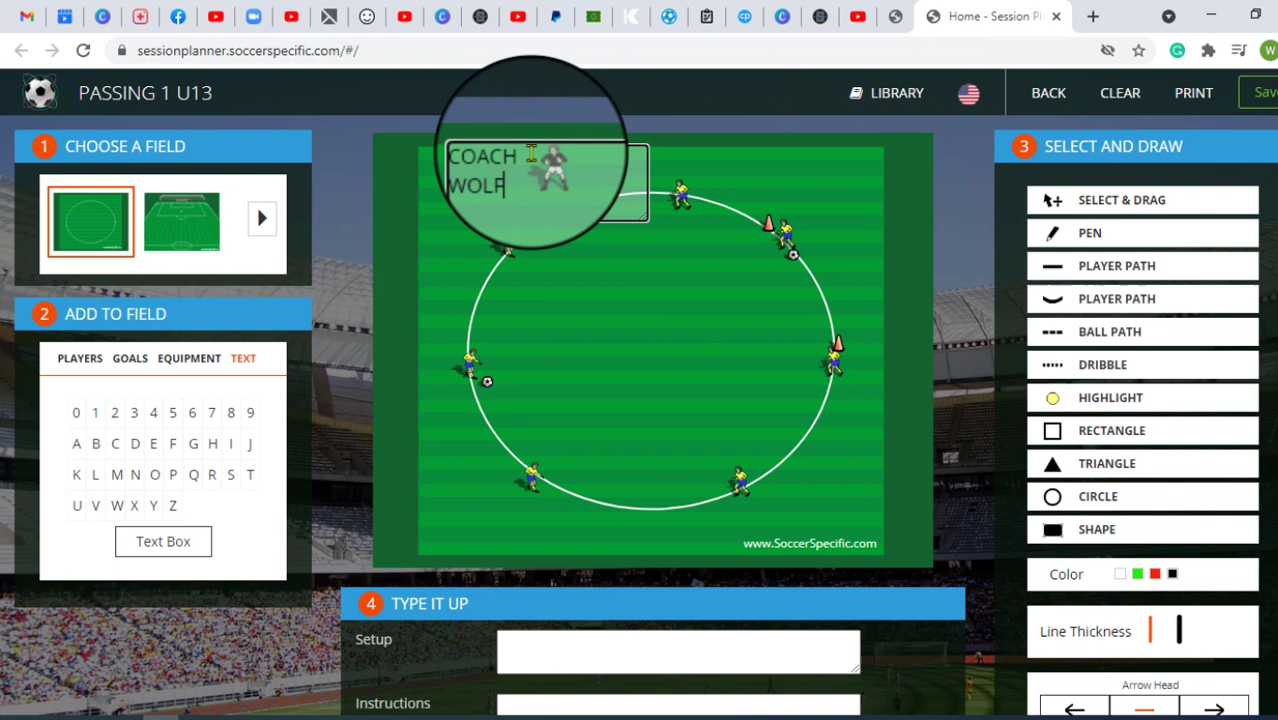 Home - Session Pl
sessionplanner.soccerspecific.com/#/
W
PASSING 1 U13
LIBRARY
BACK
CLEAR
PRINT
Sav
1 CHOOSE A FIELD
2 ADD TO FIELD
PLAYERS GOALS EQUIPMENT TEXT
0 1 2 3 4 5 6 7 8 9
A B C D E F G H I J
K L M N O P Q R S T
U V W X Y Z
Text Box
COACH
WOLF
www.SoccerSpecific.com
4 TYPE IT UP
Setup
Instructions
3 SELECT AND DRAW
SELECT & DRAG
PEN
PLAYER PATH
PLAYER PATH
BALL PATH
DRIBBLE
HIGHLIGHT
RECTANGLE
TRIANGLE
CIRCLE
SHAPE
Color
Line Thickness
Arrow Head